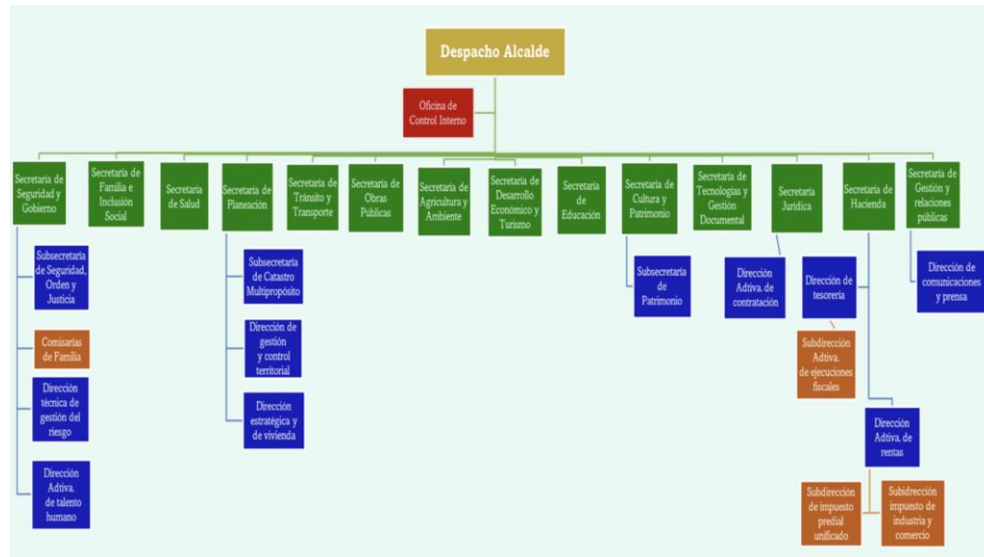 Despacho Alcalde
Oficina de
Control Interno
Secretaría de
Seguridad y
Gobierno
Secretaría de
Familia e
Inclusión
Social
Secretaría
de Salud
Secretaría de
Planeación
Secretaría de
Tránsito y
Transporte
Secretaría de
Obras
Públicas
Secretaría de
Agricultura y
Ambiente
Secretaría de
Desarrollo
Económico y
Turismo
Secretaría
de
Educación
Secretaría de
Cultura y
Patrimonio
Secretaría de
Tecnologías y
Gestión
Documental
Secretaría
Jurídica
Secretaría de
Hacienda
Secretaría de
Gestión y
relaciones
públicas
Subsecretaría
de Seguridad,
Orden y
Justicia
Subsecretaría
de Catastro
Multipropósito
Subsecretaría
de
Patrimonio
Dirección
Adtiva. de
contratación
Dirección de
tesorería
Dirección de
comunicaciones
y prensa
Comisarías
de Familia
Dirección de
gestión
y control
territorial
Subdirección
Adtiva.
de ejecuciones
fiscales
Dirección
técnica de
gestión del
riesgo
Dirección
estratégica y
de vivienda
Dirección
Adtiva. de
rentas
Dirección
Adtiva.
de talento
humano
Subdirección
de impuesto
predial
unificado
Subidrección
impuesto de
industria y
comercio